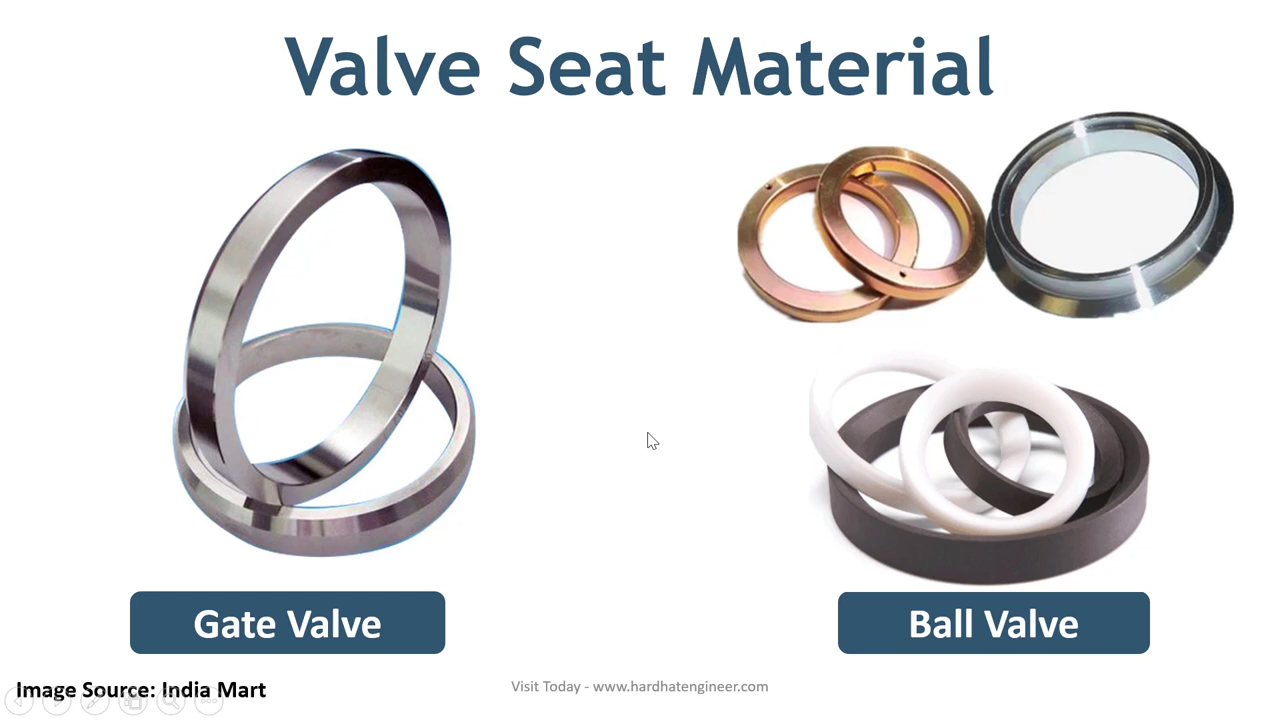 Valve Seat Material
Gate Valve
Ball Valve
Image Source: India Mart
Visit Today - www.hardhatengineer.com